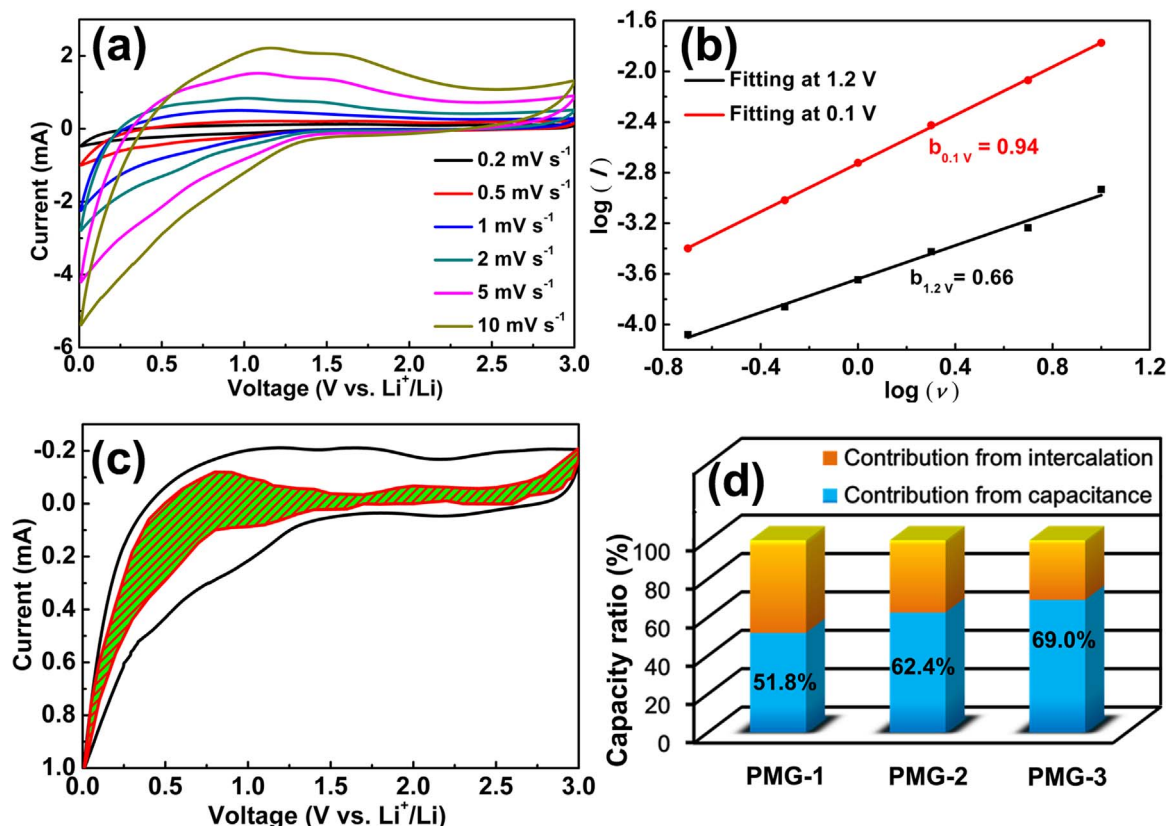 (a)
2
0
-2
-4
-6
Current (mA)
0.2 mV s⁻¹
0.5 mV s⁻¹
1 mV s⁻¹
2 mV s⁻¹
5 mV s⁻¹
10 mV s⁻¹
0.0 0.5 1.0 1.5 2.0 2.5 3.0
Voltage (V vs. Li⁺/Li)
(b)
-1.6
-2.0
-2.4
-2.8
-3.2
-3.6
-4.0
log (I)
Fitting at 1.2 V
Fitting at 0.1 V
b0.1 V = 0.94
b1.2 V = 0.66
-0.8 -0.4 0.0 0.4 0.8 1.2
log (ν)
(c)
-0.2
0.0
0.2
0.4
0.6
0.8
1.0
Current (mA)
0.0 0.5 1.0 1.5 2.0 2.5 3.0
Voltage (V vs. Li⁺/Li)
(d)
Contribution from intercalation
Contribution from capacitance
100
80
60
40
20
0
Capacity ratio (%)
51.8%
62.4%
69.0%
PMG-1 PMG-2 PMG-3